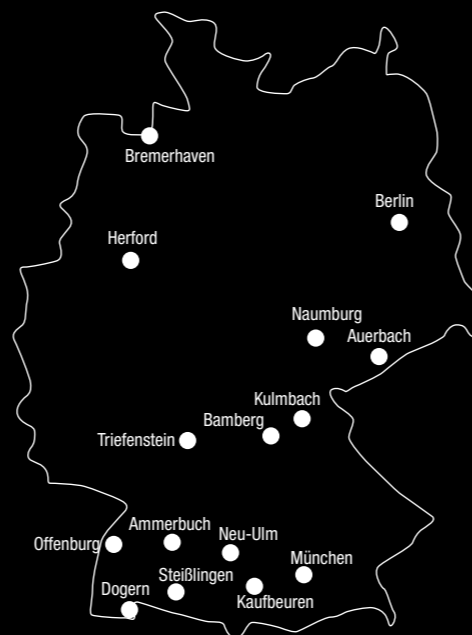 Bremerhaven
Berlin
Herford
Naumburg
Auerbach
Kulmbach
Bamberg
Triefenstein
Ammerbuch
Neu-Ulm
Offenburg
München
Steißlingen
Dogern
Kaufbeuren